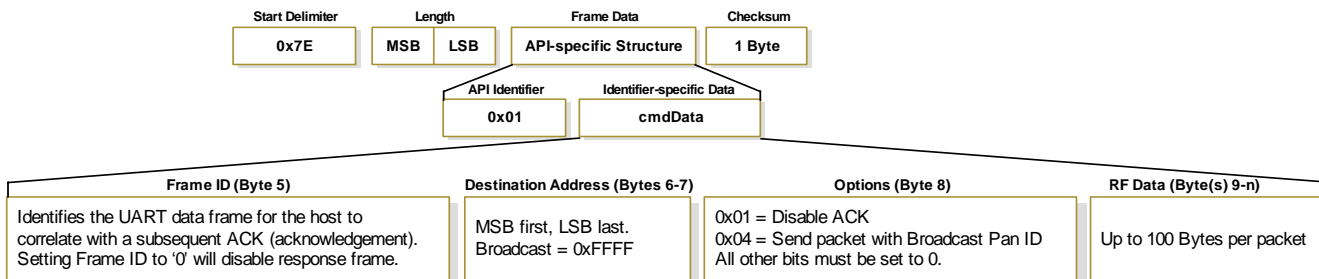 Start Delimiter
Length
Frame Data
Checksum
0x7E
MSB
LSB
API-specific Structure
1 Byte
API Identifier
Identifier-specific Data
0x01
cmdData
Frame ID (Byte 5)
Identifies the UART data frame for the host to
correlate with a subsequent ACK (acknowledgement).
Setting Frame ID to ‘0' will disable response frame.
Destination Address (Bytes 6-7)
MSB first, LSB last.
Broadcast = 0xFFFF
Options (Byte 8)
0x01 = Disable ACK
0x04 = Send packet with Broadcast Pan ID
All other bits must be set to 0.
RF Data (Byte(s) 9-n)
Up to 100 Bytes per packet